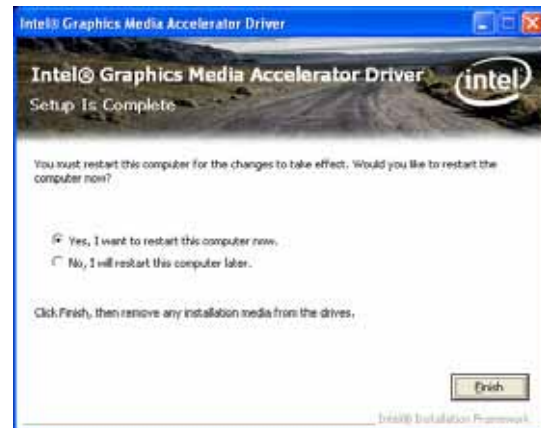 Intel® Graphics Media Accelerator Driver
Intel® Graphics Media Accelerator Driver
intel
Setup Is Complete
You must restart this computer for the changes to take effect. Would you like to restart the
computer now?
Yes, I want to restart this computer now.
No, I will restart this computer later.
Click Finish, then remove any installation media from the drives.
Finish
Intel® Installation Framework